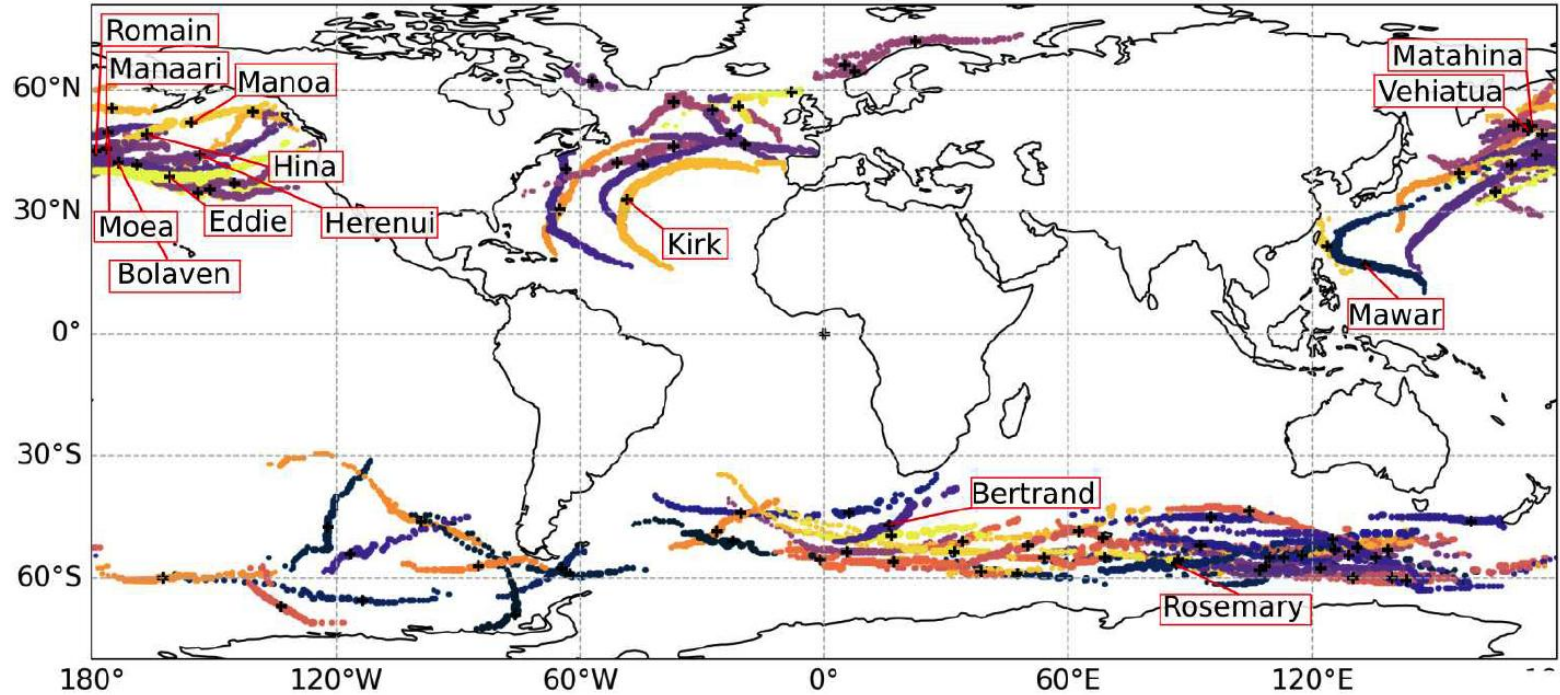 Romain
Manaari
Manoa
Matahina
60°N
Vehiatua
Hina
30°N
Moea
Eddie
Herenui
Kirk
Bolaven
Mawar
0°
30°S
Bertrand
60°S
Rosemary
180°
120°W
60°W
0°
60°E
120°E